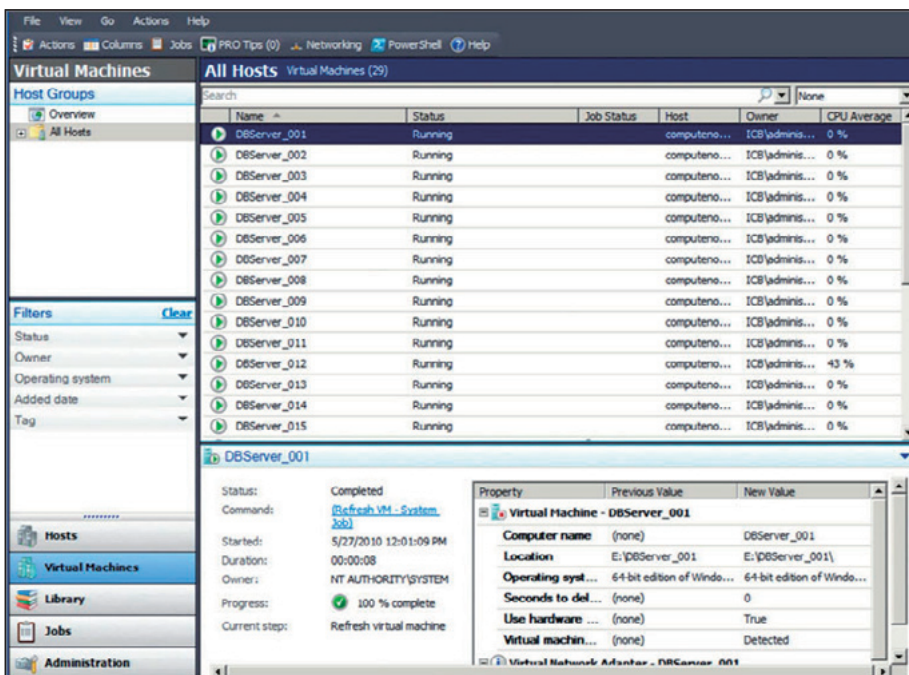 File View Go Actions Help
Actions Columns Jobs PRO Tips (0) Networking PowerShell Help
Virtual Machines
Host Groups
Overview
All Hosts
Filters Clear
Status
Owner
Operating system
Added date
Tag
Hosts
Virtual Machines
Library
Jobs
Administration
All Hosts Virtual Machines (29)
Search None
Name Status Job Status Host Owner CPU Average
DBServer_001 Running computeno... ICB\adminis... 0 %
DBServer_002 Running computeno... ICB\adminis... 0 %
DBServer_003 Running computeno... ICB\adminis... 0 %
DBServer_004 Running computeno... ICB\adminis... 0 %
DBServer_005 Running computeno... ICB\adminis... 0 %
DBServer_006 Running computeno... ICB\adminis... 0 %
DBServer_007 Running computeno... ICB\adminis... 0 %
DBServer_008 Running computeno... ICB\adminis... 0 %
DBServer_009 Running computeno... ICB\adminis... 0 %
DBServer_010 Running computeno... ICB\adminis... 0 %
DBServer_011 Running computeno... ICB\adminis... 0 %
DBServer_012 Running computeno... ICB\adminis... 43 %
DBServer_013 Running computeno... ICB\adminis... 0 %
DBServer_014 Running computeno... ICB\adminis... 0 %
DBServer_015 Running computeno... ICB\adminis... 0 %
DBServer_001
Status: Completed
Command: (Refresh VM - System
Job)
Started: 5/27/2010 12:01:09 PM
Duration: 00:00:08
Owner: NT AUTHORITY\SYSTEM
Progress: 100 % complete
Current step: Refresh virtual machine
Property Previous Value New Value
Virtual Machine - DBServer_001
Computer name (none) DBServer_001
Location E:\DBServer_001 E:\DBServer_001\
Operating syst... 64-bit edition of Windo... 64-bit edition of Windo...
Seconds to del... (none) 0
Use hardware ... (none) True
Virtual machin... (none) Detected
Virtual Network Adapter - DBServer_001